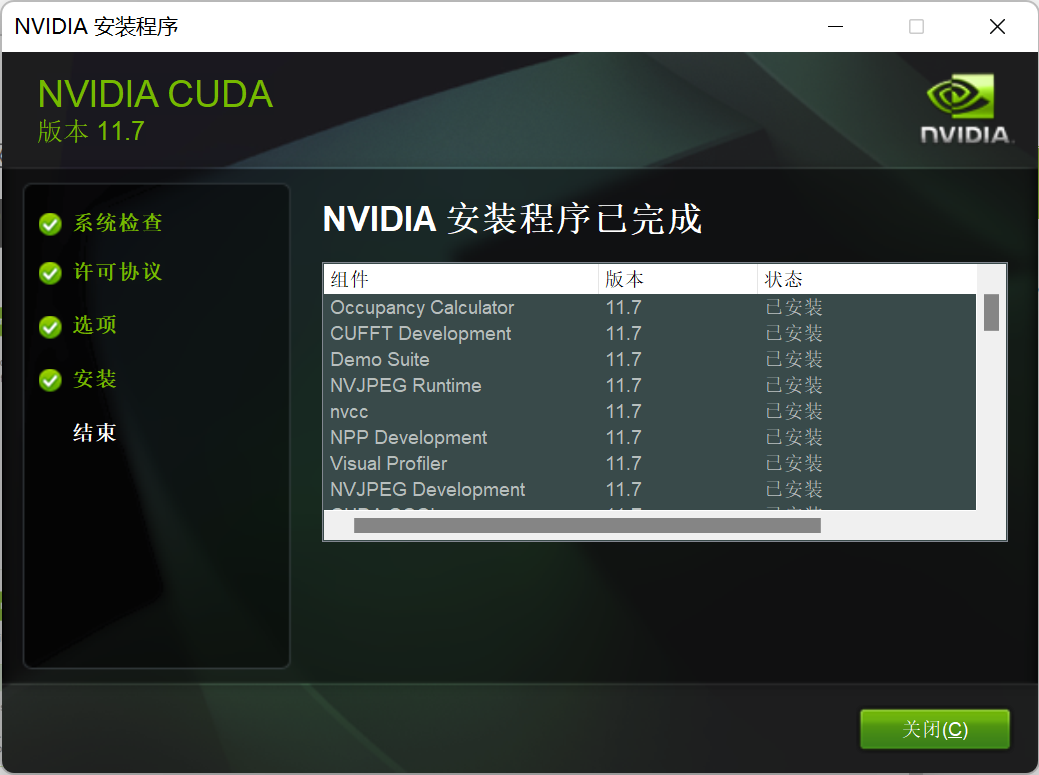 NVIDIA 安装程序
NVIDIA CUDA
版本 11.7
NVIDIA.
系统检查
许可协议
选项
安装
结束
NVIDIA 安装程序已完成
组件 版本 状态
Occupancy Calculator 11.7 已安装
CUFFT Development 11.7 已安装
Demo Suite 11.7 已安装
NVJPEG Runtime 11.7 已安装
nvcc 11.7 已安装
NPP Development 11.7 已安装
Visual Profiler 11.7 已安装
NVJPEG Development 11.7 已安装
关闭(C)